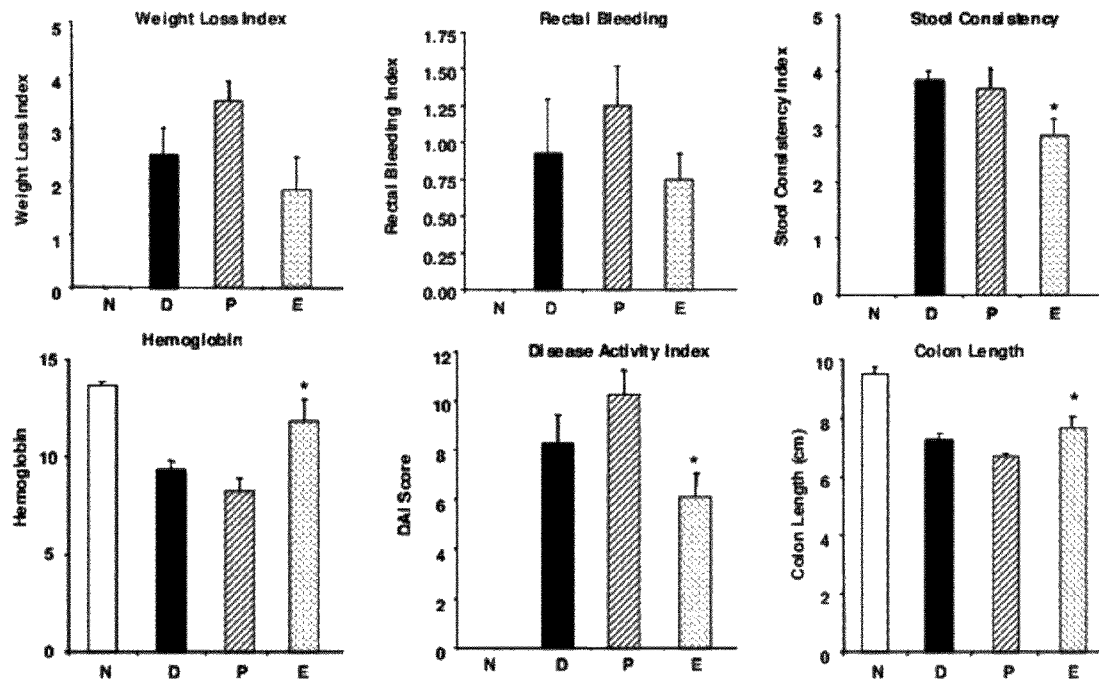 Weight Loss Index
Weight Loss Index
5
4
3
2
1
0
N D P E
Rectal Bleeding
Rectal Bleeding Index
1.75
1.50
1.25
1.00
0.75
0.50
0.25
0.00
N D P E
Stool Consistency
Stool Consistency Index
5
4
3
2
1
0
*
N D P E
Hemoglobin
Hemoglobin
15
10
5
0
*
N D P E
Disease Activity Index
DAI Score
12
10
8
6
4
2
0
*
N D P E
Colon Length
Colon Length (cm)
10
8
6
4
2
0
*
N D P E